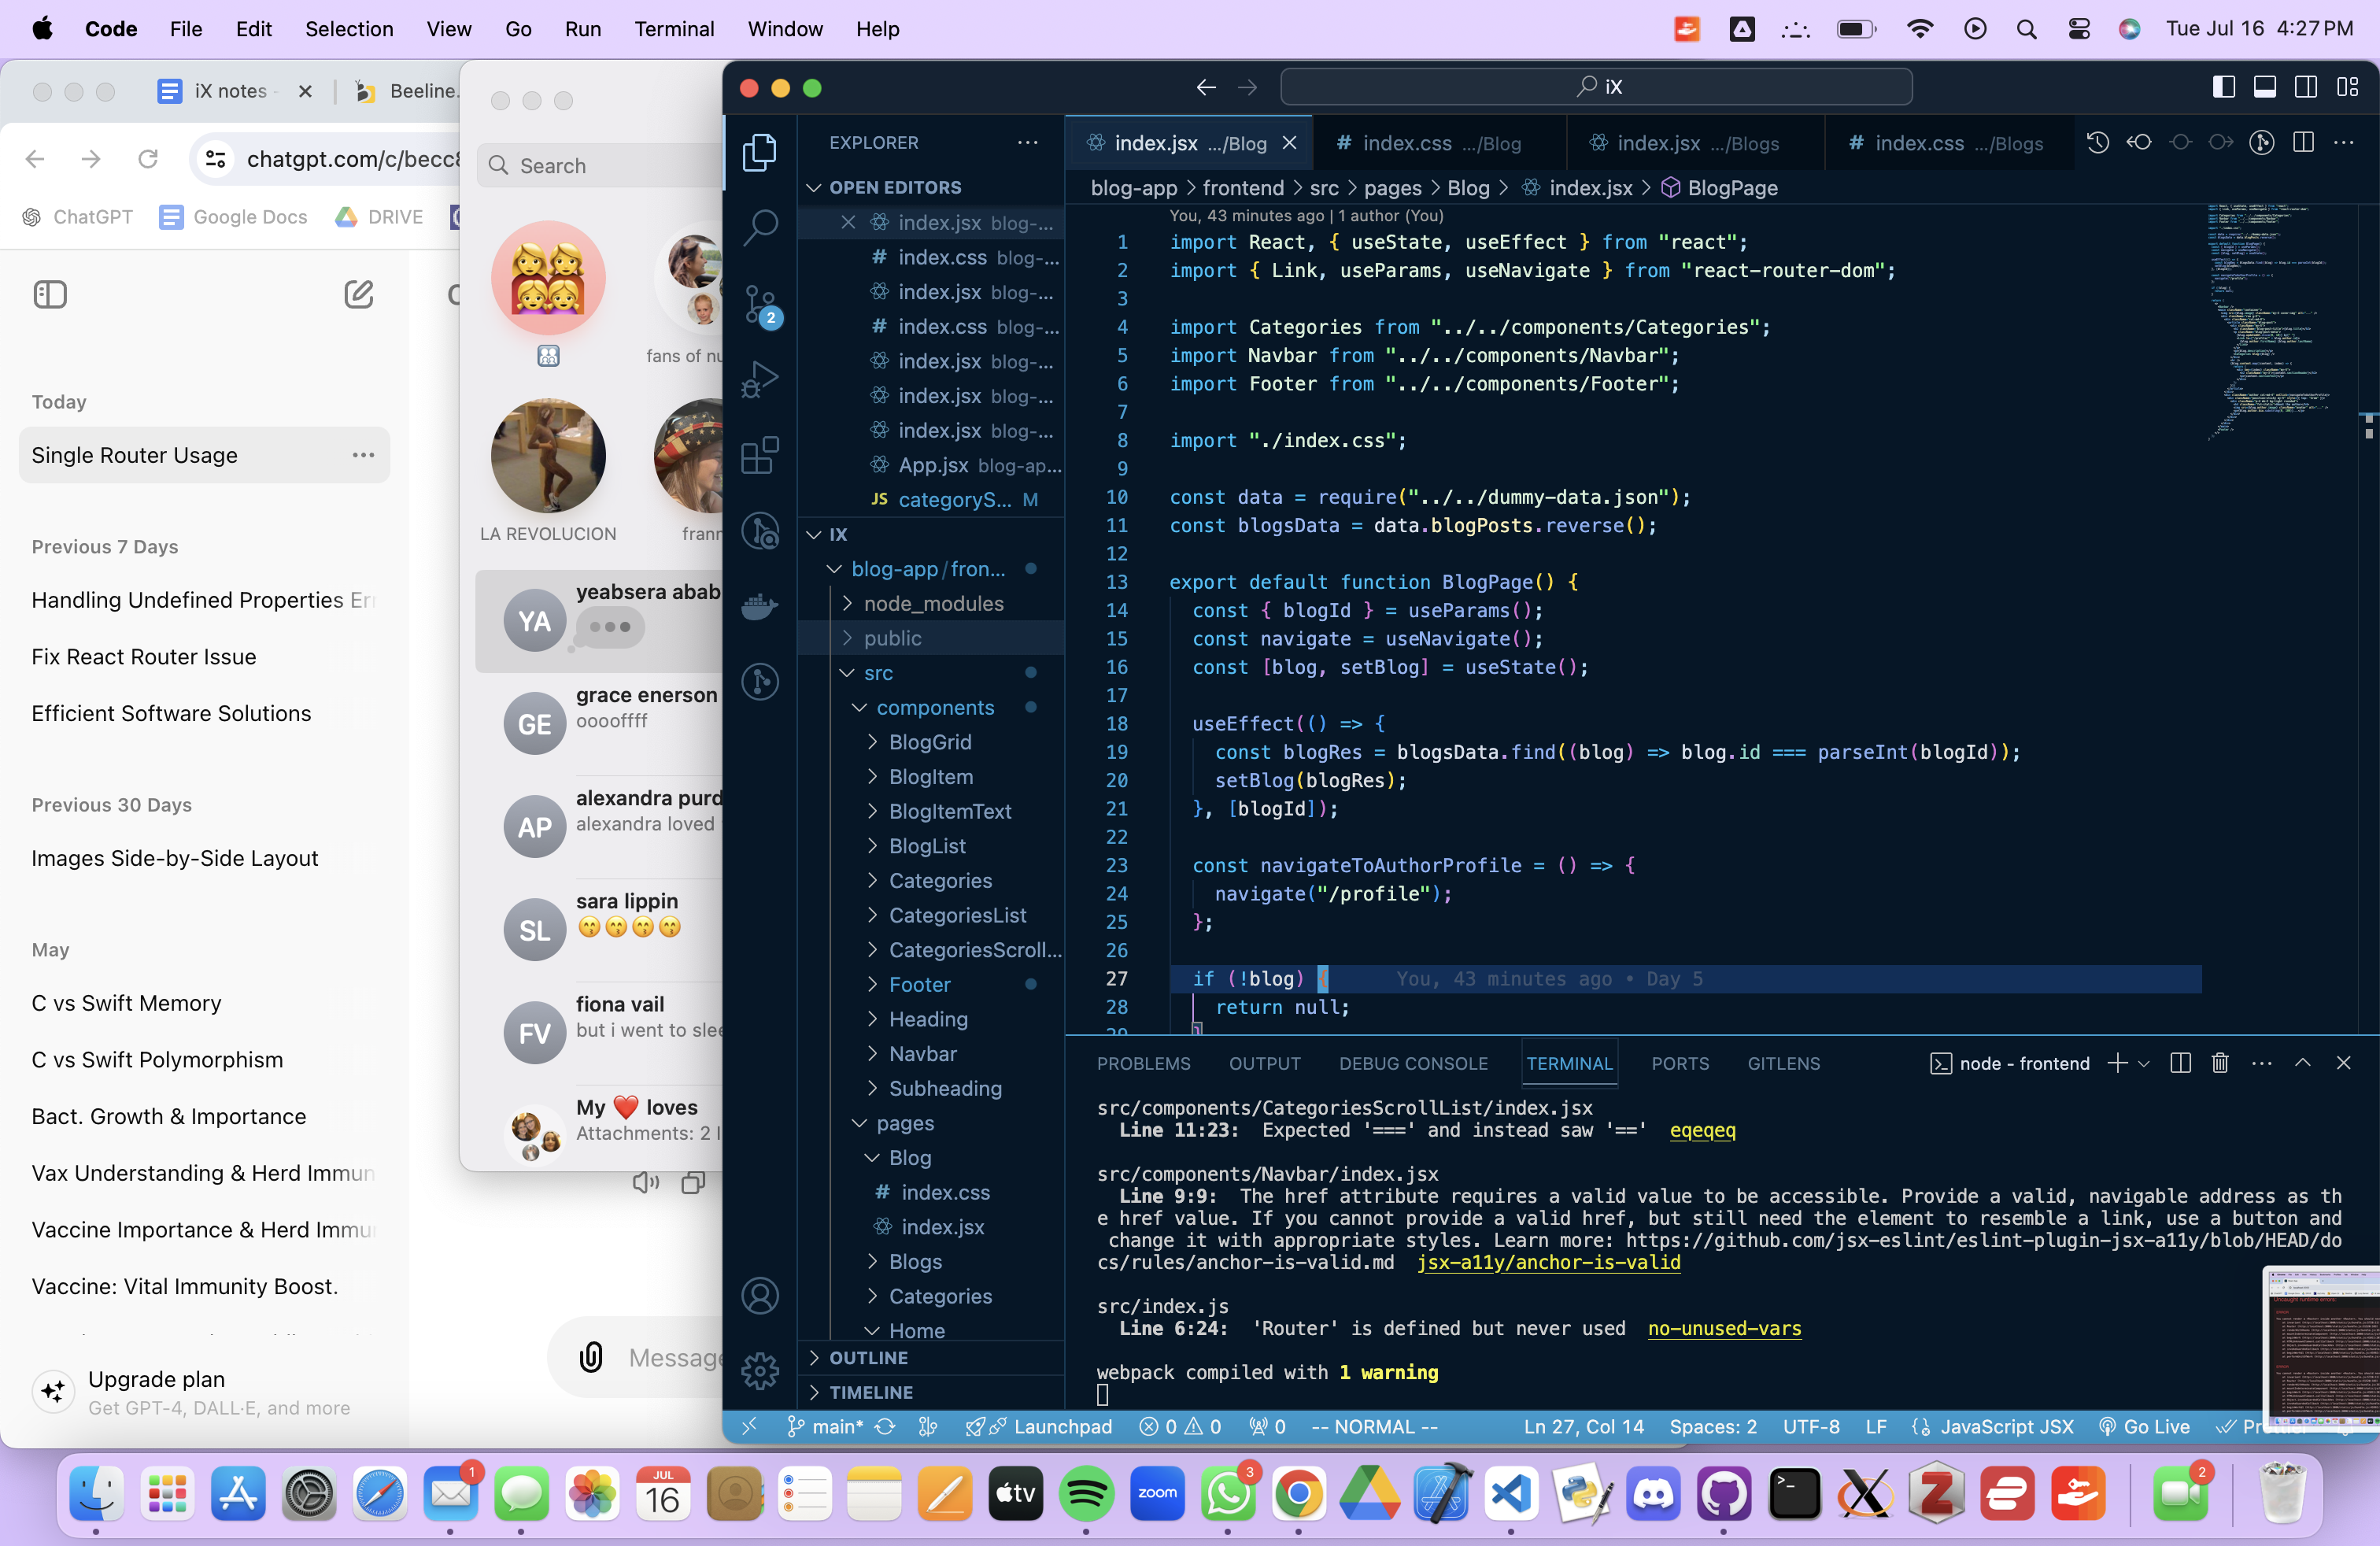 Code File Edit Selection View Go Run Terminal Window Help
Tue Jul 16 4:27 PM
iX notes
Beeline.
chatgpt.com/c/becc8
ChatGPT Google Docs DRIVE
Today
Single Router Usage
Previous 7 Days
Handling Undefined Properties Err
Fix React Router Issue
Efficient Software Solutions
Previous 30 Days
Images Side-by-Side Layout
May
C vs Swift Memory
C vs Swift Polymorphism
Bact. Growth & Importance
Vax Understanding & Herd Immun
Vaccine Importance & Herd Immu
Vaccine: Vital Immunity Boost.
Upgrade plan
Get GPT-4, DALL·E, and more
Message
Search
fans of nu
LA REVOLUCION
frann
YA
yeabsera abab
GE
grace enerson
ooooffff
AP
alexandra purd
alexandra loved
SL
sara lippin
😙😙😙😙
FV
fiona vail
but i went to slee
My ❤️ loves
Attachments: 2 I
iX
EXPLORER
OPEN EDITORS
index.jsx blog-...
index.css blog-...
index.jsx blog-...
index.css blog-...
index.jsx blog-...
index.jsx blog-...
index.jsx blog-...
App.jsx blog-ap...
JS categoryS... M
IX
blog-app/fron...
node_modules
public
src
components
BlogGrid
BlogItem
BlogItemText
BlogList
Categories
CategoriesList
CategoriesScroll...
Footer
Heading
Navbar
Subheading
pages
Blog
index.css
index.jsx
Blogs
Categories
Home
OUTLINE
TIMELINE
2
index.jsx .../Blog
index.css .../Blog
index.jsx .../Blogs
index.css .../Blogs
blog-app > frontend > src > pages > Blog > index.jsx > BlogPage
You, 43 minutes ago | 1 author (You)
1 import React, { useState, useEffect } from "react";
2 import { Link, useParams, useNavigate } from "react-router-dom";
3
4 import Categories from "../../components/Categories";
5 import Navbar from "../../components/Navbar";
6 import Footer from "../../components/Footer";
7
8 import "./index.css";
9
10 const data = require("../../dummy-data.json");
11 const blogsData = data.blogPosts.reverse();
12
13 export default function BlogPage() {
14 const { blogId } = useParams();
15 const navigate = useNavigate();
16 const [blog, setBlog] = useState();
17
18 useEffect(() => {
19 const blogRes = blogsData.find((blog) => blog.id === parseInt(blogId));
20 setBlog(blogRes);
21 }, [blogId]);
22
23 const navigateToAuthorProfile = () => {
24 navigate("/profile");
25 };
26
27 if (!blog) { You, 43 minutes ago • Day 5
28 return null;
29 }
PROBLEMS OUTPUT DEBUG CONSOLE TERMINAL PORTS GITLENS
node - frontend
src/components/CategoriesScrollList/index.jsx
Line 11:23: Expected '===' and instead saw '==' eqeqeq
src/components/Navbar/index.jsx
Line 9:9: The href attribute requires a valid value to be accessible. Provide a valid, navigable address as th
e href value. If you cannot provide a valid href, but still need the element to resemble a link, use a button and
change it with appropriate styles. Learn more: https://github.com/jsx-eslint/eslint-plugin-jsx-a11y/blob/HEAD/do
cs/rules/anchor-is-valid.md jsx-a11y/anchor-is-valid
src/index.js
Line 6:24: 'Router' is defined but never used no-unused-vars
webpack compiled with 1 warning
main* Launchpad 0 0 0 -- NORMAL -- Ln 27, Col 14 Spaces: 2 UTF-8 LF JavaScript JSX Go Live
1
JUL
16
tv
zoom
3
2